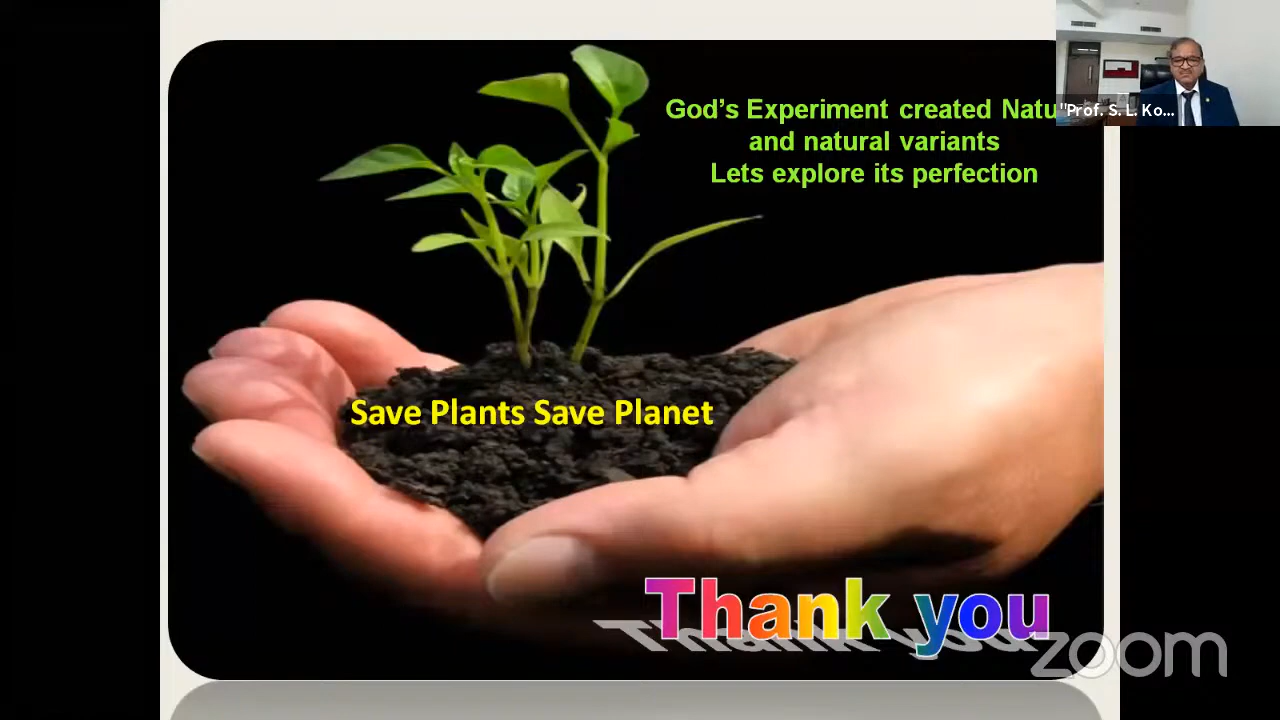 God's Experiment created Natu
"Prof. S. L. Ko...
and natural variants
Lets explore its perfection
Save Plants Save Planet
Thank you
zoom